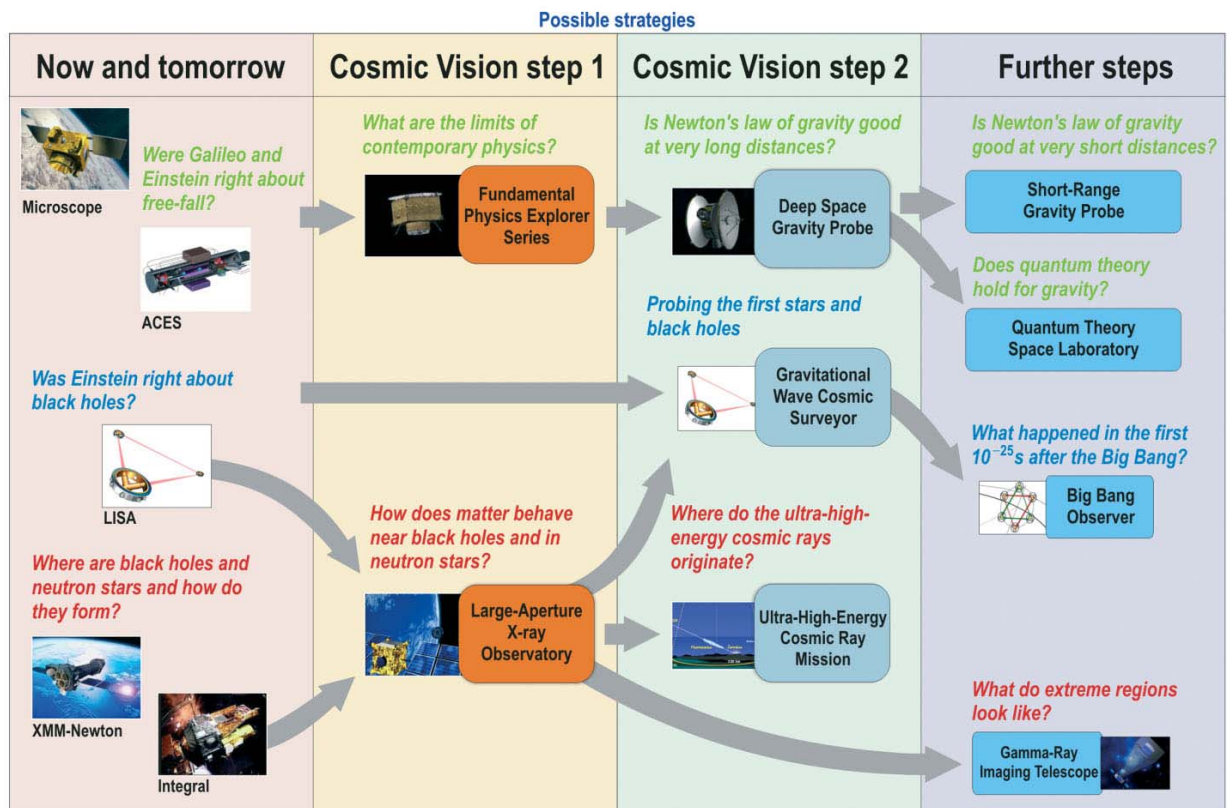 Possible strategies
Now and tomorrow
Cosmic Vision step 1
Cosmic Vision step 2
Further steps
Microscope
Were Galileo and
Einstein right about
free-fall?
ACES
Was Einstein right about
black holes?
LISA
Where are black holes and
neutron stars and how do
they form?
XMM-Newton
Integral
What are the limits of
contemporary physics?
Fundamental
Physics Explorer
Series
How does matter behave
near black holes and in
neutron stars?
Large-Aperture
X-ray
Observatory
Is Newton's law of gravity good
at very long distances?
Deep Space
Gravity Probe
Probing the first stars and
black holes
Gravitational
Wave Cosmic
Surveyor
Where do the ultra-high-
energy cosmic rays
originate?
Ultra-High-Energy
Cosmic Ray
Mission
Is Newton's law of gravity
good at very short distances?
Short-Range
Gravity Probe
Does quantum theory
hold for gravity?
Quantum Theory
Space Laboratory
What happened in the first
10⁻²⁵s after the Big Bang?
Big Bang
Observer
What do extreme regions
look like?
Gamma-Ray
Imaging Telescope